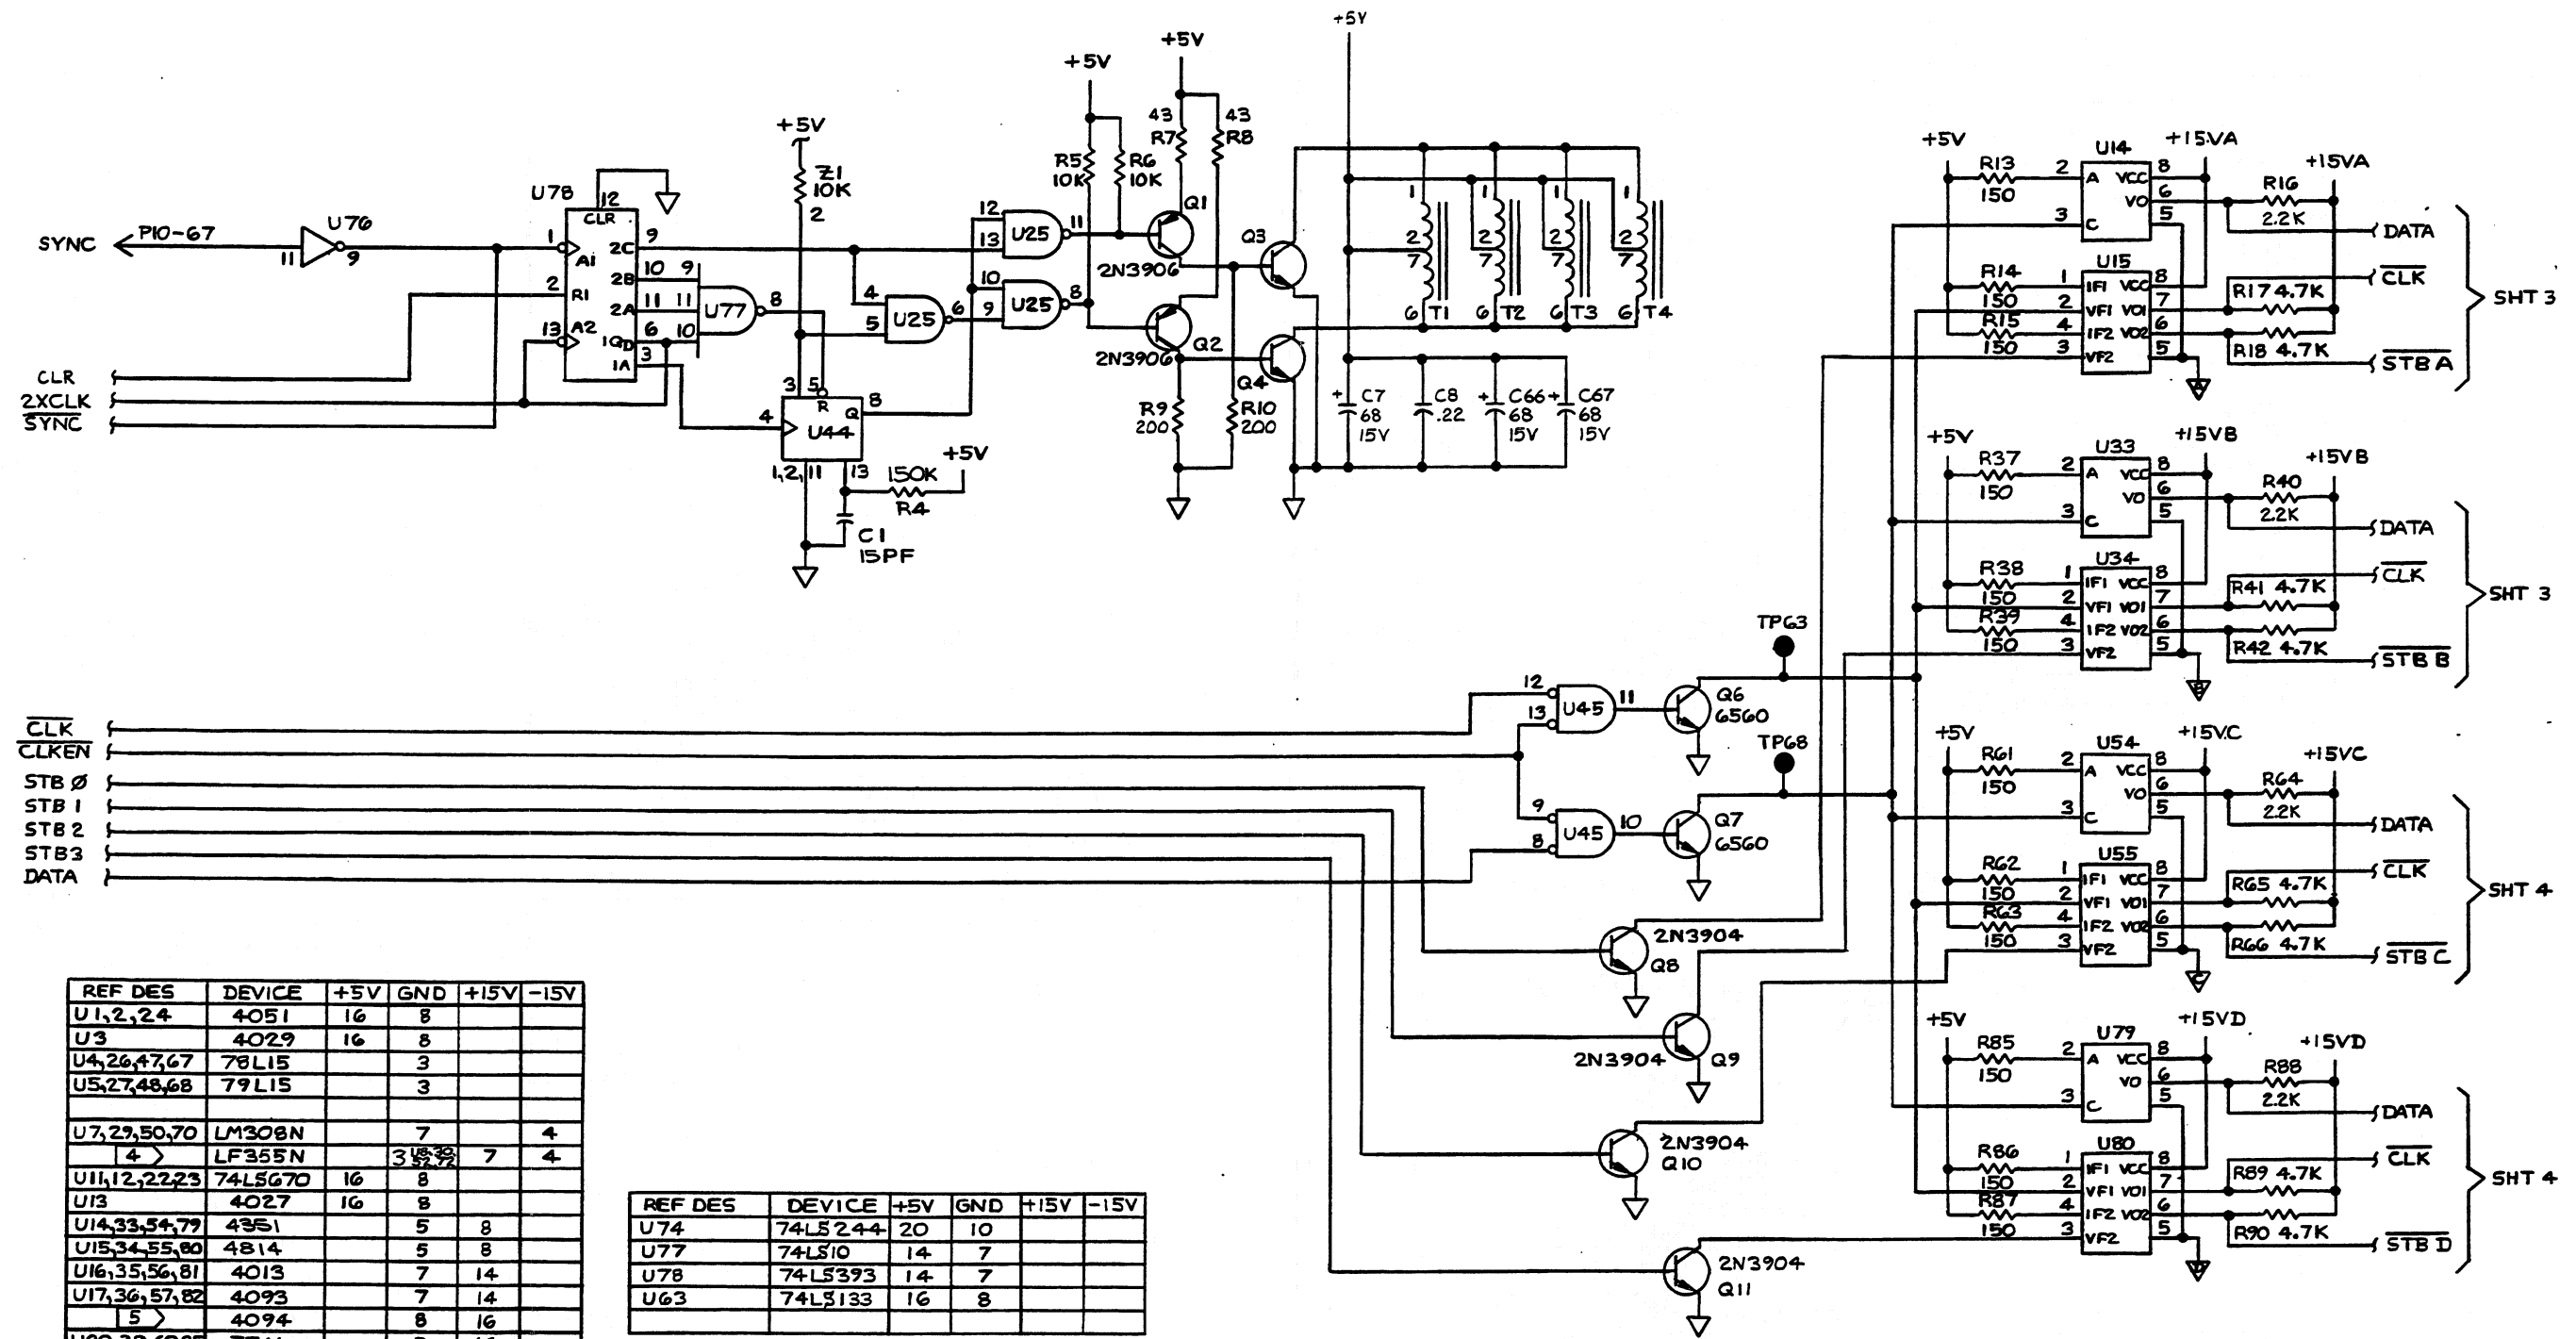 +5V
+5V
+5V
+5V
SYNC
P10-67
U76
11
9
U78
12
CLR
1
A1
2
R1
13
A2
2C
9
2B
10
2A
11
1QD
6
1A
3
9
11
10
U77
8
Z1
10K
2
CLR
2XCLK
SYNC
3
5
4
R
Q
8
U44
1,2,11
13
150K
R4
+5V
C1
15PF
4
5
U25
6
12
13
U25
11
10
9
U25
8
R5
10K
R6
10K
43
R7
43
R8
Q1
2N3906
Q2
2N3906
Q3
Q4
R9
200
R10
200
1
2
7
6
T1
1
2
7
6
T2
1
2
7
6
T3
1
2
7
6
T4
+
C7
68
15V
C8
.22
+
C66
68
15V
+
C67
68
15V
+5V
U14
+15VA
+15VA
R13
150
2
A
VCC
8
VO
6
5
3
C
R16
2.2K
DATA
U15
R14
150
R15
150
1
IF1
VCC
8
2
VF1
VO1
7
4
IF2
VO2
6
3
VF2
5
R17 4.7K
R18 4.7K
CLK
STB A
A
SHT 3
+5V
U33
+15VB
+15VB
R37
150
2
A
VCC
8
VO
6
5
3
C
R40
2.2K
DATA
U34
R38
150
R39
150
1
IF1
VCC
8
2
VF1
VO1
7
4
IF2
VO2
6
3
VF2
5
R41 4.7K
R42 4.7K
CLK
STB B
B
SHT 3
+5V
U54
+15VC
+15VC
R61
150
2
A
VCC
8
VO
6
5
3
C
R64
2.2K
DATA
U55
R62
150
R63
150
1
IF1
VCC
8
2
VF1
VO1
7
4
IF2
VO2
6
3
VF2
5
R65 4.7K
R66 4.7K
CLK
STB C
C
SHT 4
+5V
U79
+15VD
+15VD
R85
150
2
A
VCC
8
VO
6
5
3
C
R88
2.2K
DATA
U80
R86
150
R87
150
1
IF1
VCC
8
2
VF1
VO1
7
4
IF2
VO2
6
3
VF2
5
R89 4.7K
R90 4.7K
CLK
STB D
D
SHT 4
CLK
CLKEN
STB Ø
STB 1
STB 2
STB3
DATA
12
13
U45
11
Q6
6560
TP63
9
8
U45
10
Q7
6560
TP68
2N3904
Q8
2N3904
Q9
2N3904
Q10
2N3904
Q11
REF DES DEVICE +5V GND +15V -15V
U1,2,24 4051 16 8
U3 4029 16 8
U4,26,47,67 78L15 3
U5,27,48,68 79L15 3
U7,29,50,70 LM308N 7 4
4 LF355N 3 7 4
U11,12,22,23 74LS670 16 8
U13 4027 16 8
U14,33,54,79 4351 5 8
U15,34,55,80 4814 5 8
U16,35,56,81 4013 7 14
U17,36,57,82 4093 7 14
5 4094 8 16
REF DES DEVICE +5V GND +15V -15V
U74 74LS244 20 10
U77 74LS10 14 7
U78 74LS393 14 7
U63 74LS133 16 8